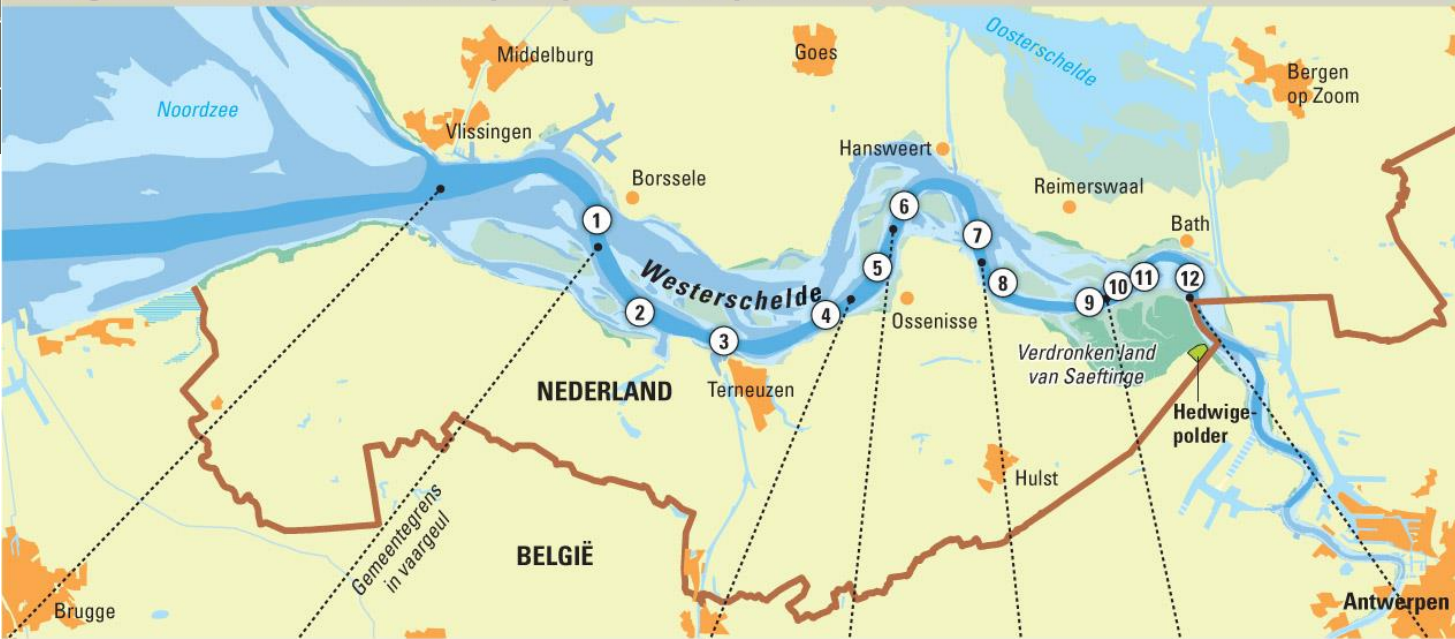 Noordzee
Middelburg
Vlissingen
Goes
Oosterschelde
Bergen
op Zoom
Borssele
Hansweert
Reimerswaal
Bath
1
2
3
4
5
6
7
8
9
10
11
12
Westerschelde
Ossenisse
Verdronken land
van Saeftinge
Hedwige-
polder
NEDERLAND
Terneuzen
Hulst
Gemeentegrens
in vaargeul
BELGIË
Brugge
Antwerpen